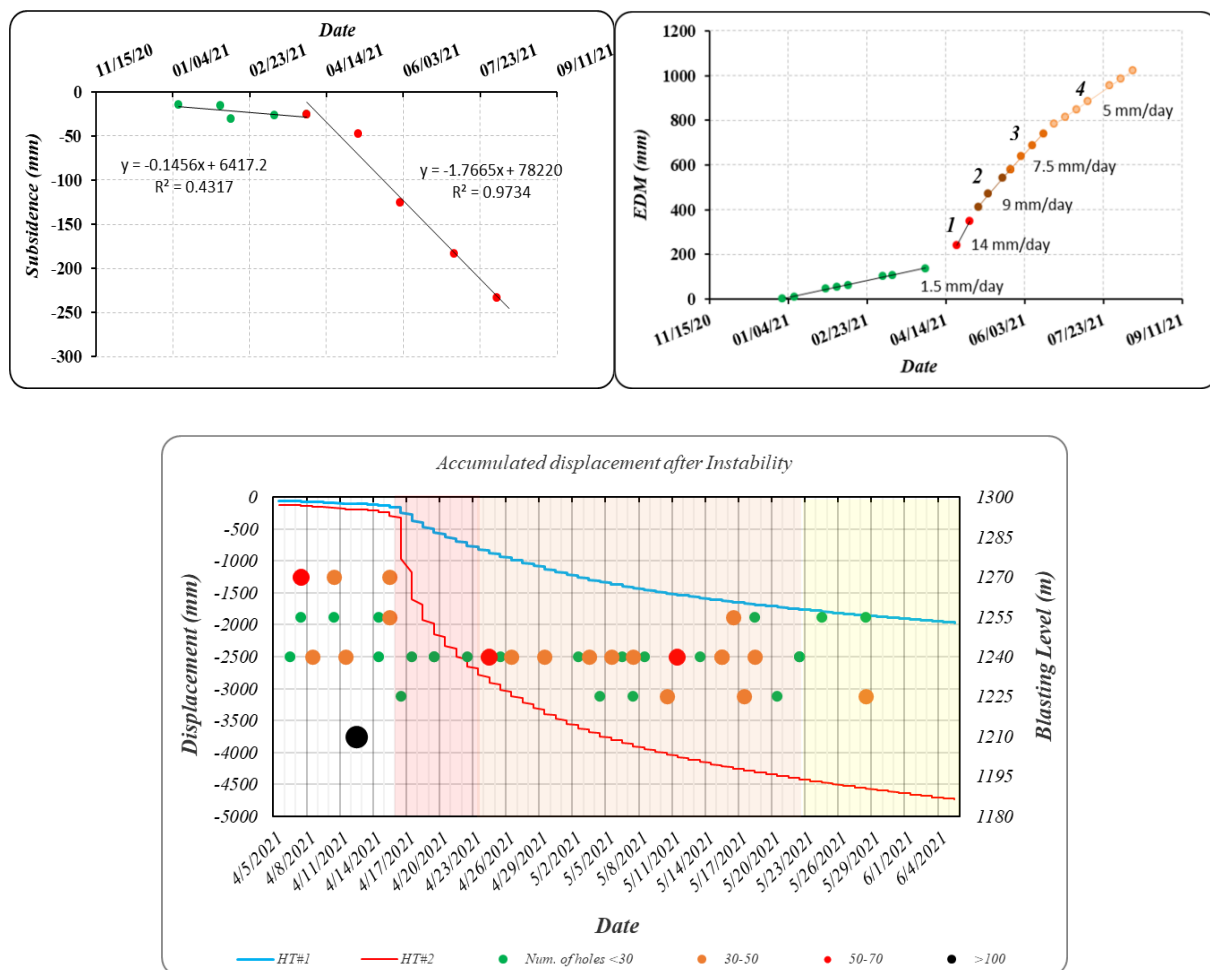 Date
11/15/20 01/04/21 02/23/21 04/14/21 06/03/21 07/23/21 09/11/21
0
-50
-100
-150
-200
-250
-300
Subsidence (mm)
y = -0.1456x + 6417.2
R² = 0.4317
y = -1.7665x + 78220
R² = 0.9734
1200
1000
800
600
400
200
0
EDM (mm)
4
5 mm/day
3
7.5 mm/day
2
9 mm/day
1
14 mm/day
1.5 mm/day
11/15/20 01/04/21 02/23/21 04/14/21 06/03/21 07/23/21 09/11/21
Date
Accumulated displacement after Instability
0
-500
-1000
-1500
-2000
-2500
-3000
-3500
-4000
-4500
-5000
Displacement (mm)
1300
1285
1270
1255
1240
1225
1210
1195
1180
Blasting Level (m)
4/5/2021 4/8/2021 4/11/2021 4/14/2021 4/17/2021 4/20/2021 4/23/2021 4/26/2021 4/29/2021 5/2/2021 5/5/2021 5/8/2021 5/11/2021 5/14/2021 5/17/2021 5/20/2021 5/23/2021 5/26/2021 5/29/2021 6/1/2021 6/4/2021
Date
HT#1 HT#2 Num. of holes <30 30-50 50-70 >100